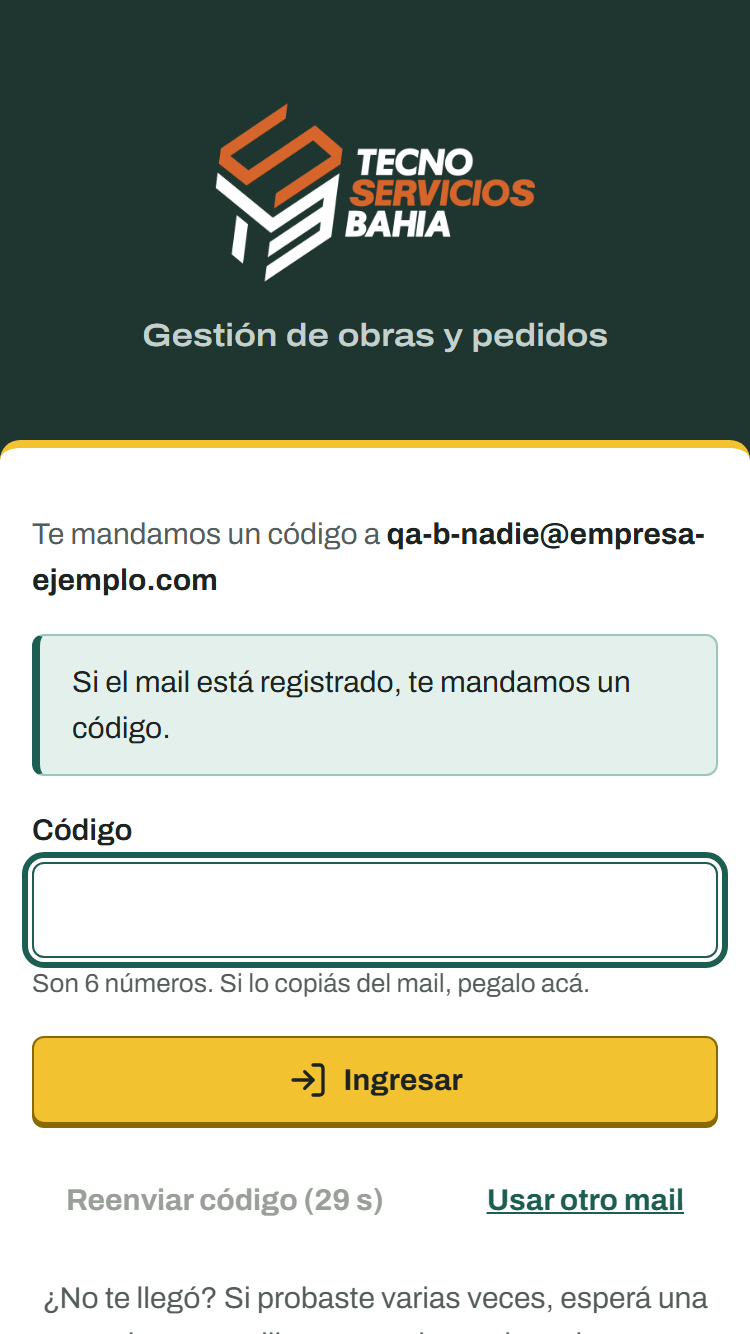 TECNO
SERVICIOS
BAHIA
Gestión de obras y pedidos
Te mandamos un código a qa-b-nadie@empresa-
ejemplo.com
Si el mail está registrado, te mandamos un
código.
Código
Son 6 números. Si lo copiás del mail, pegalo acá.
Ingresar
Reenviar código (29 s)
Usar otro mail
¿No te llegó? Si probaste varias veces, esperá una